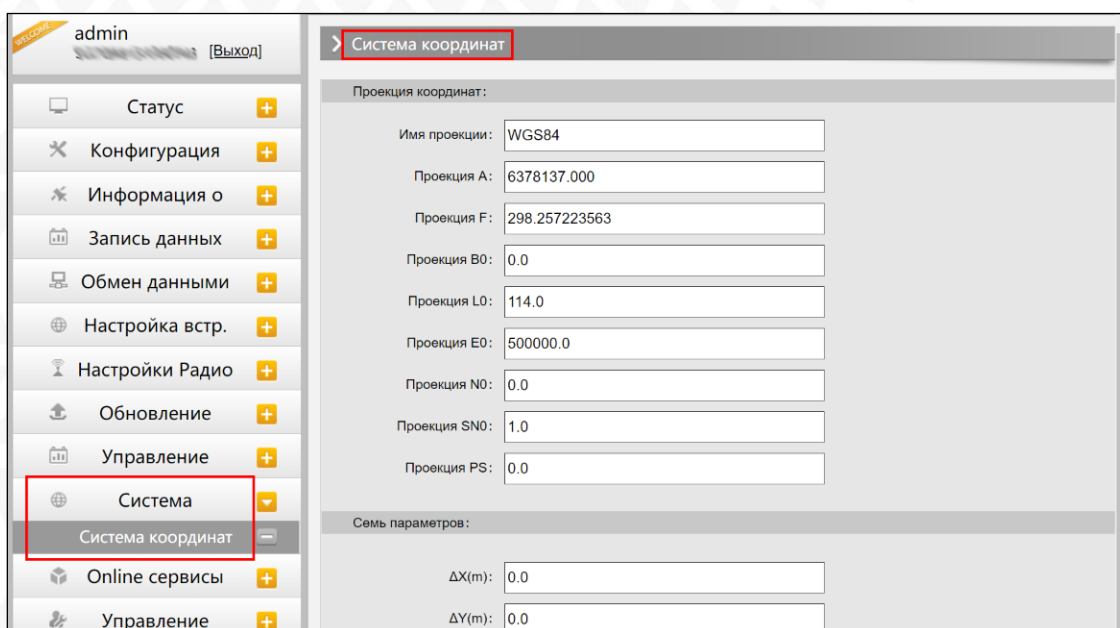 WELCOME
admin
[Выход]
Статус
Конфигурация
Информация о
Запись данных
Обмен данными
Настройка встр.
Настройки Радио
Обновление
Управление
Система
Система координат
Online сервисы
Управление
Система координат
Проекция координат:
Имя проекции: WGS84
Проекция A: 6378137.000
Проекция F: 298.257223563
Проекция B0: 0.0
Проекция L0: 114.0
Проекция E0: 500000.0
Проекция N0: 0.0
Проекция SN0: 1.0
Проекция PS: 0.0
Семь параметров:
ΔX(m): 0.0
ΔY(m): 0.0